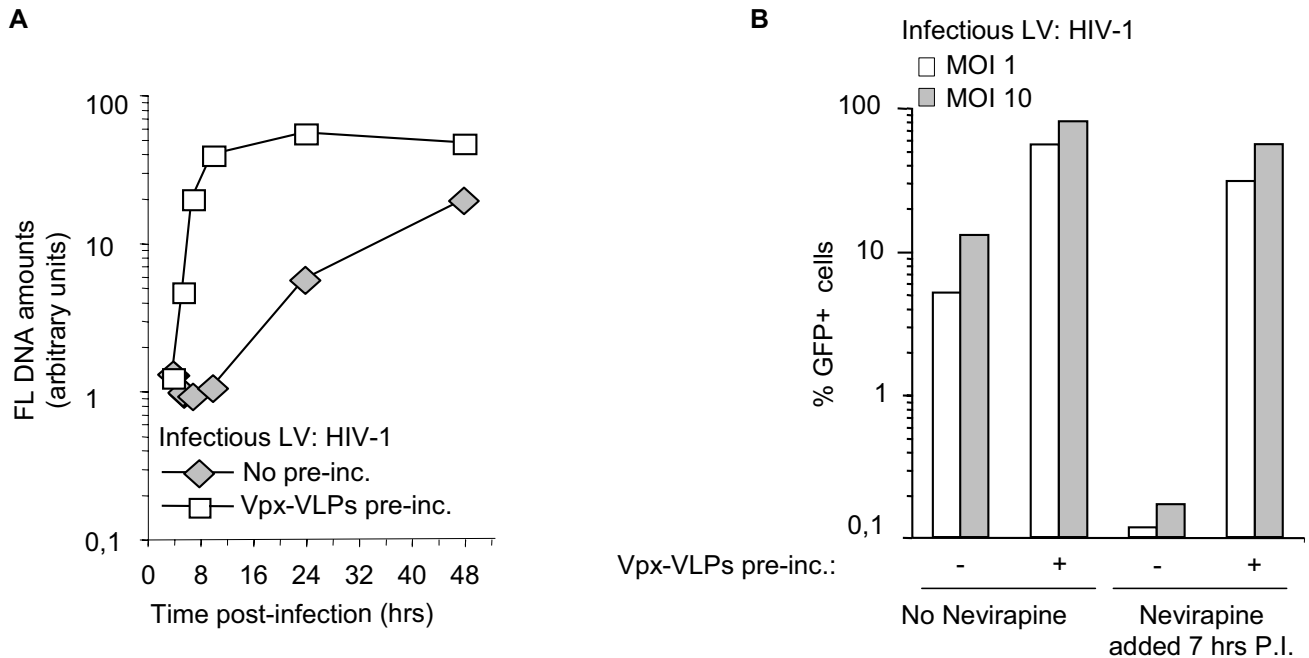 A
100
10
1
0,1
FL DNA amounts
(arbitrary units)
Infectious LV: HIV-1
No pre-inc.
Vpx-VLPs pre-inc.
0 8 16 24 32 40 48
Time post-infection (hrs)
B
Infectious LV: HIV-1
MOI 1
MOI 10
100
10
1
0,1
% GFP+ cells
Vpx-VLPs pre-inc.: - + - +
No Nevirapine Nevirapine
added 7 hrs P.I.